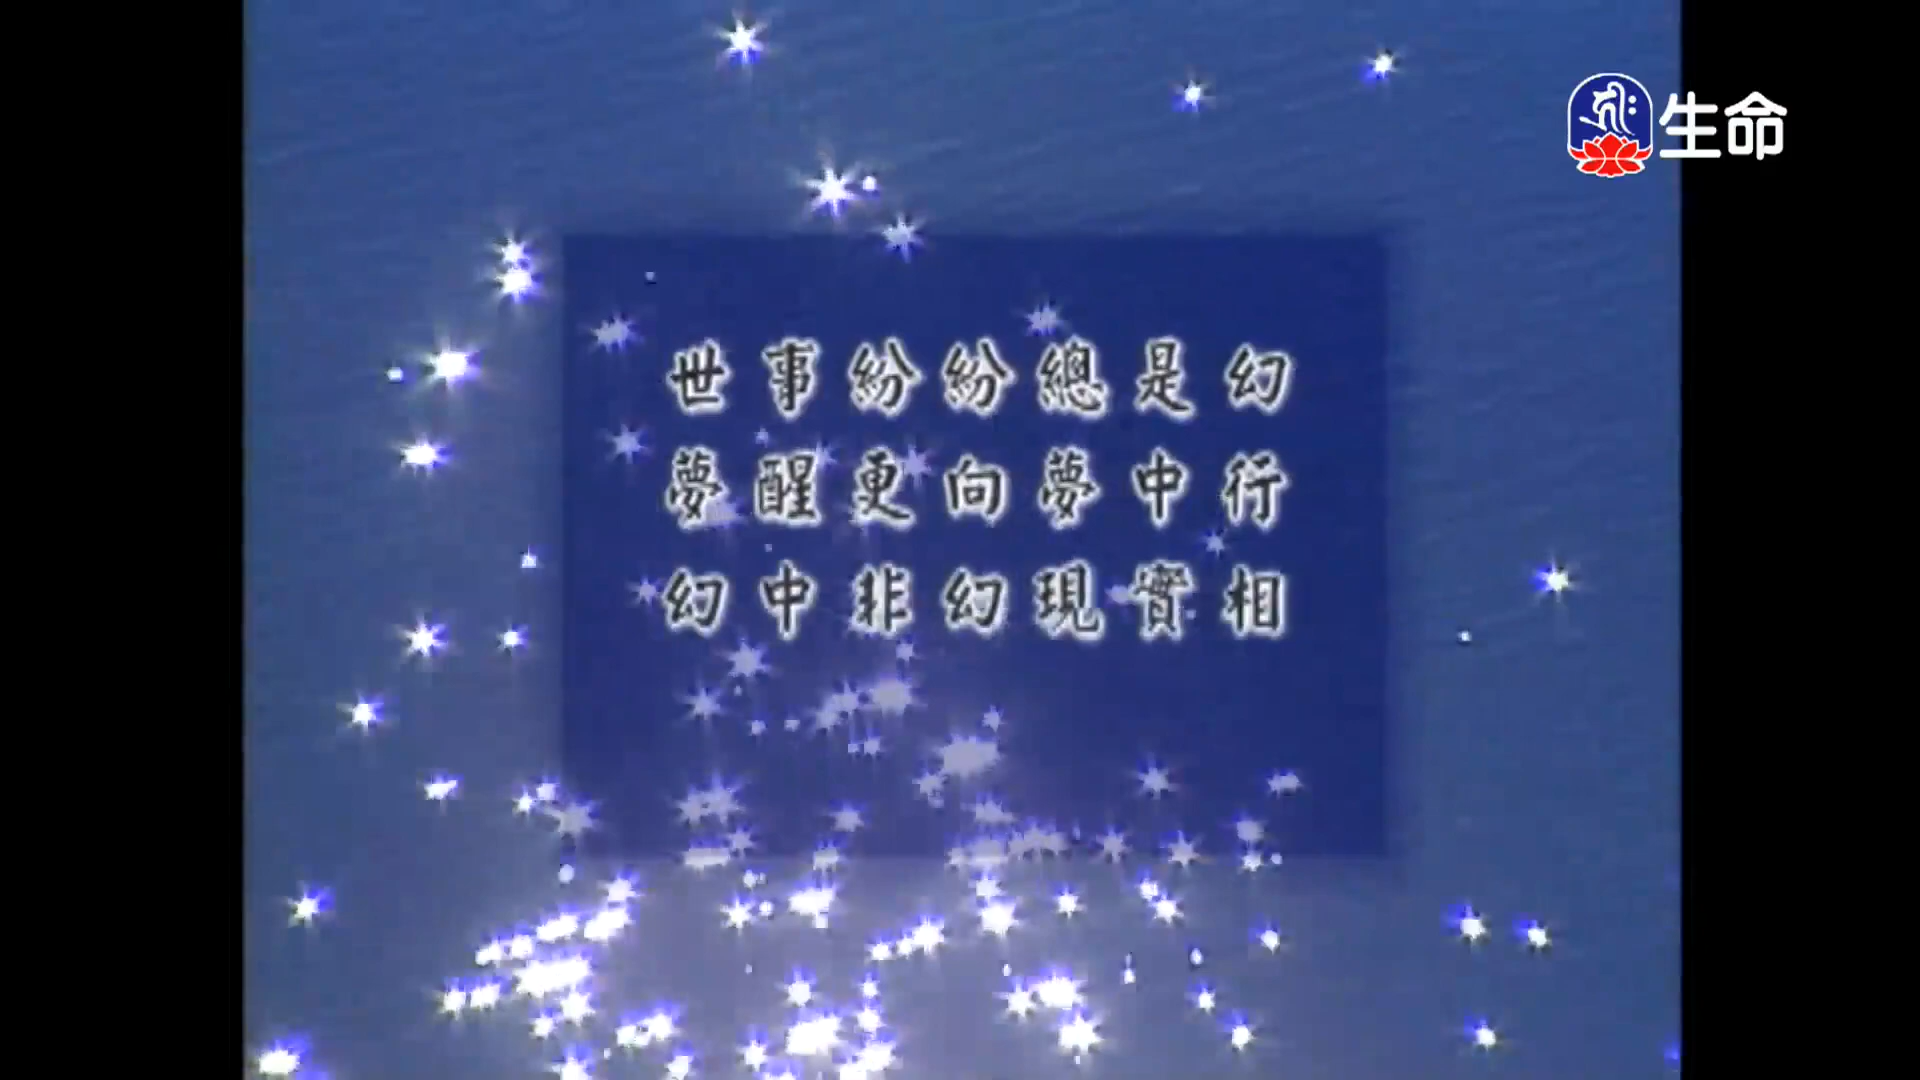 生命
世事紛紛總是幻
夢醒更向夢中行
幻中非幻現實相